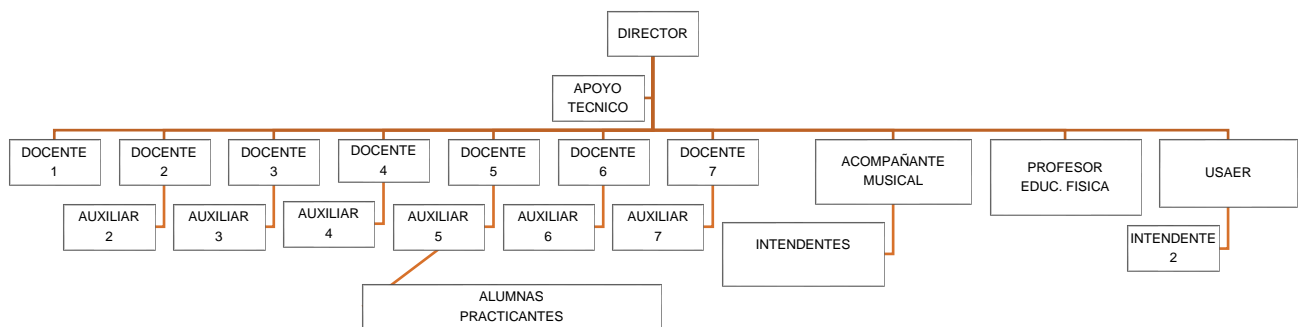 DIRECTOR
APOYO
TECNICO
DOCENTE
1
DOCENTE
2
DOCENTE
3
DOCENTE
4
DOCENTE
5
DOCENTE
6
DOCENTE
7
ACOMPAÑANTE
MUSICAL
PROFESOR
EDUC. FISICA
USAER
AUXILIAR
2
AUXILIAR
3
AUXILIAR
4
AUXILIAR
5
AUXILIAR
6
AUXILIAR
7
INTENDENTES
INTENDENTE
2
ALUMNAS
PRACTICANTES